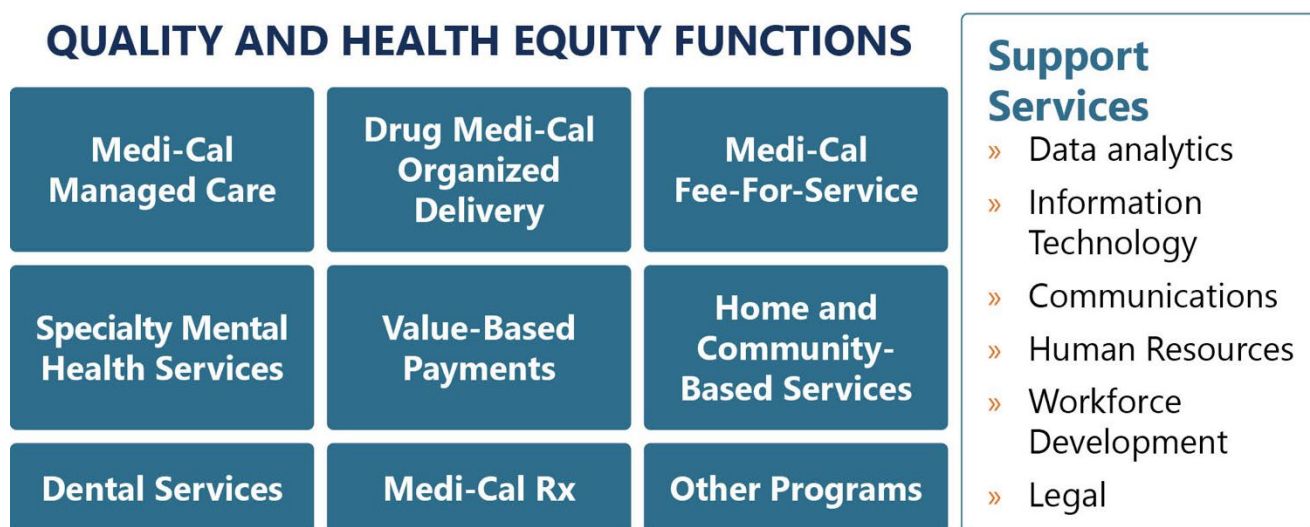 QUALITY AND HEALTH EQUITY FUNCTIONS
Medi-Cal
Managed Care
Drug Medi-Cal
Organized
Delivery
Medi-Cal
Fee-For-Service
Specialty Mental
Health Services
Value-Based
Payments
Home and
Community-
Based Services
Dental Services
Medi-Cal Rx
Other Programs
Support
Services
» Data analytics
» Information
Technology
» Communications
» Human Resources
» Workforce
Development
» Legal